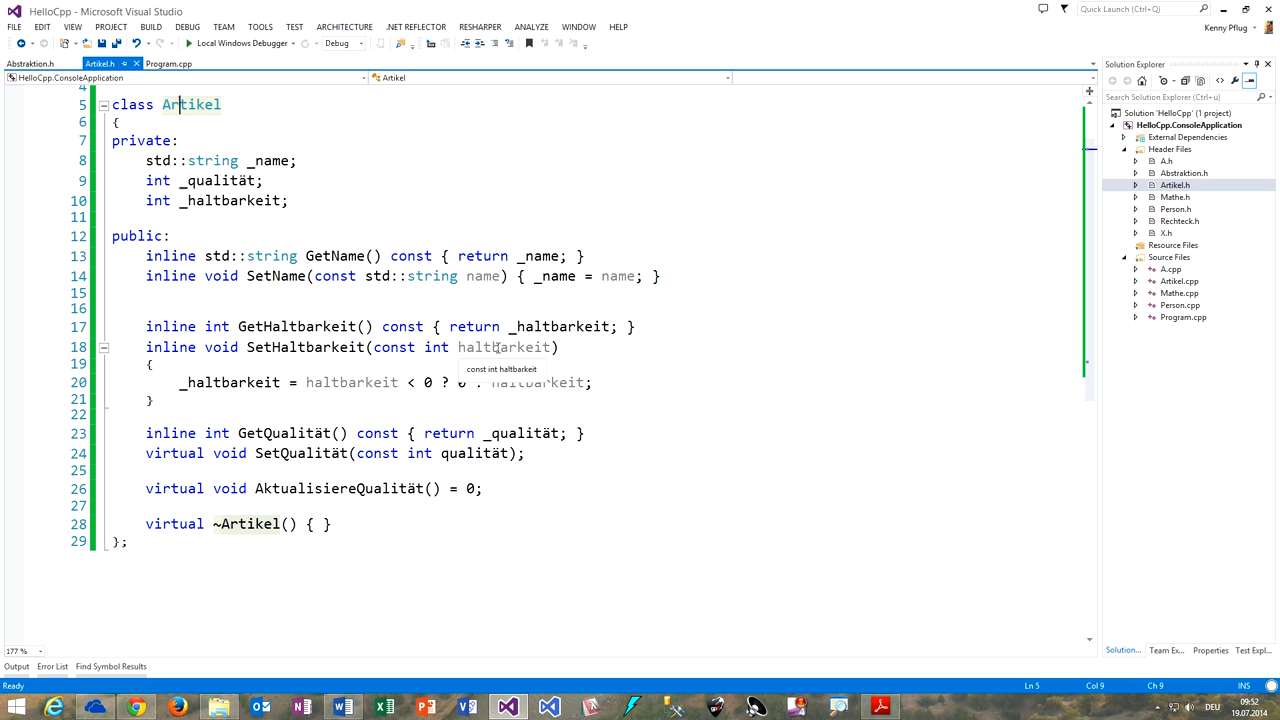 HelloCpp - Microsoft Visual Studio
Quick Launch (Ctrl+Q)
FILE EDIT VIEW PROJECT BUILD DEBUG TEAM TOOLS TEST ARCHITECTURE .NET REFLECTOR RESHARPER ANALYZE WINDOW HELP
Kenny Pflug
Local Windows Debugger Debug
Abstraktion.h Artikel.h Program.cpp
HelloCpp.ConsoleApplication Artikel
4
5 class Artikel
6 {
7 private:
8 std::string _name;
9 int _qualität;
10 int _haltbarkeit;
11
12 public:
13 inline std::string GetName() const { return _name; }
14 inline void SetName(const std::string name) { _name = name; }
15
16
17 inline int GetHaltbarkeit() const { return _haltbarkeit; }
18 inline void SetHaltbarkeit(const int haltbarkeit)
19 {
const int haltbarkeit
20 _haltbarkeit = haltbarkeit < 0 ? 0 : haltbarkeit;
21 }
22
23 inline int GetQualität() const { return _qualität; }
24 virtual void SetQualität(const int qualität);
25
26 virtual void AktualisiereQualität() = 0;
27
28 virtual ~Artikel() { }
29 };
177 %
Solution Explorer
Search Solution Explorer (Ctrl+ü)
Solution 'HelloCpp' (1 project)
HelloCpp.ConsoleApplication
External Dependencies
Header Files
A.h
Abstraktion.h
Artikel.h
Mathe.h
Person.h
Rechteck.h
X.h
Resource Files
Source Files
A.cpp
Artikel.cpp
Mathe.cpp
Person.cpp
Program.cpp
Solution... Team Ex... Properties Test Expl...
Output Error List Find Symbol Results
Ready Ln 5 Col 9 Ch 9 INS
DEU
09:52
19.07.2014